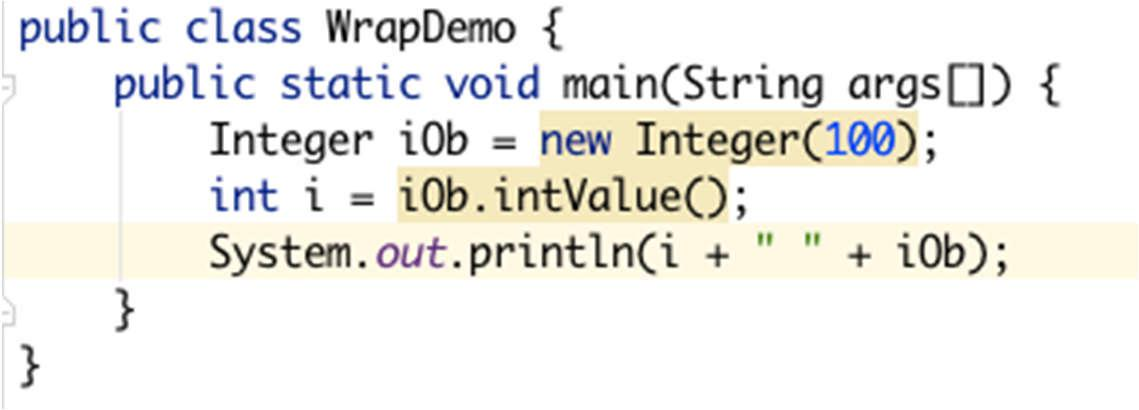 public class WrapDemo {
    public static void main(String args[]) {
        Integer iOb = new Integer(100);
        int i = iOb.intValue();
        System.out.println(i + " " + iOb);
    }
}